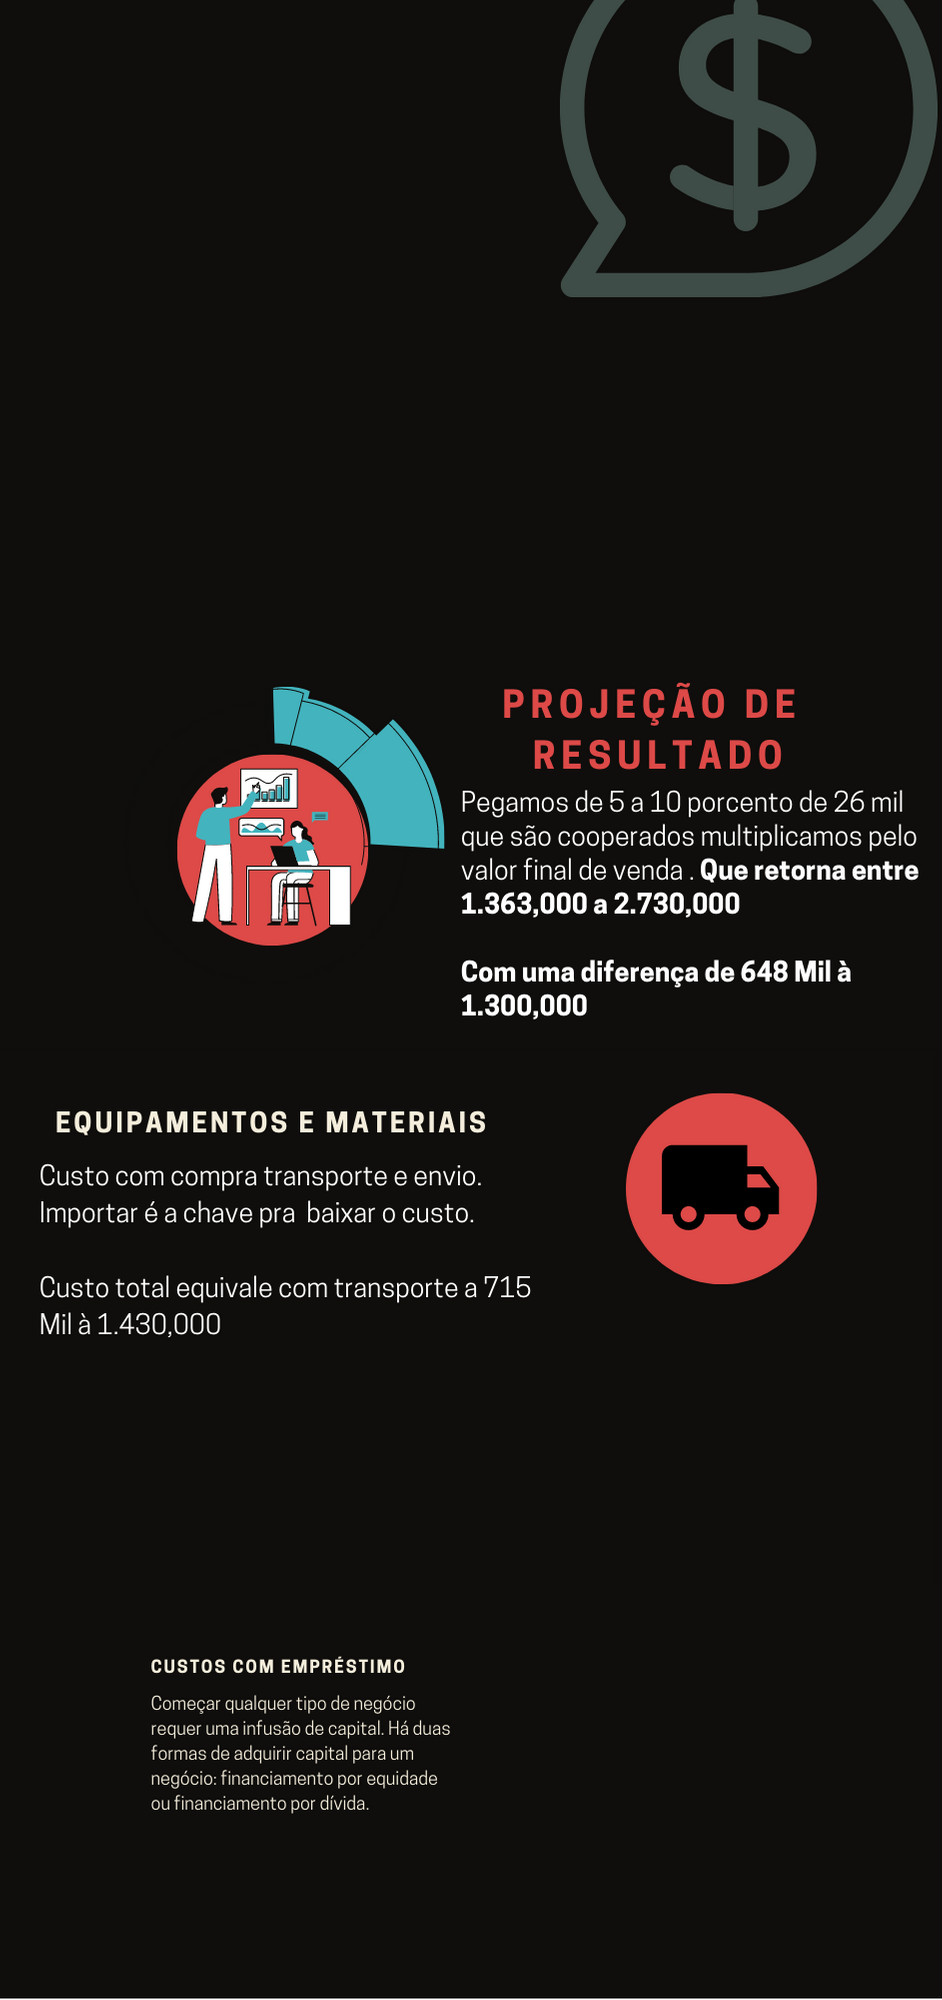 PROJEÇÃO DE
RESULTADO
Pegamos de 5 a 10 porcento de 26 mil
que são cooperados multiplicamos pelo
valor final de venda . Que retorna entre
1.363,000 a 2.730,000
Com uma diferença de 648 Mil à
1.300,000
EQUIPAMENTOS E MATERIAIS
Custo com compra transporte e envio.
Importar é a chave pra  baixar o custo.
Custo total equivale com transporte a 715
Mil à 1.430,000
CUSTOS COM EMPRÉSTIMO
Começar qualquer tipo de negócio
requer uma infusão de capital. Há duas
formas de adquirir capital para um
negócio: financiamento por equidade
ou financiamento por dívida.